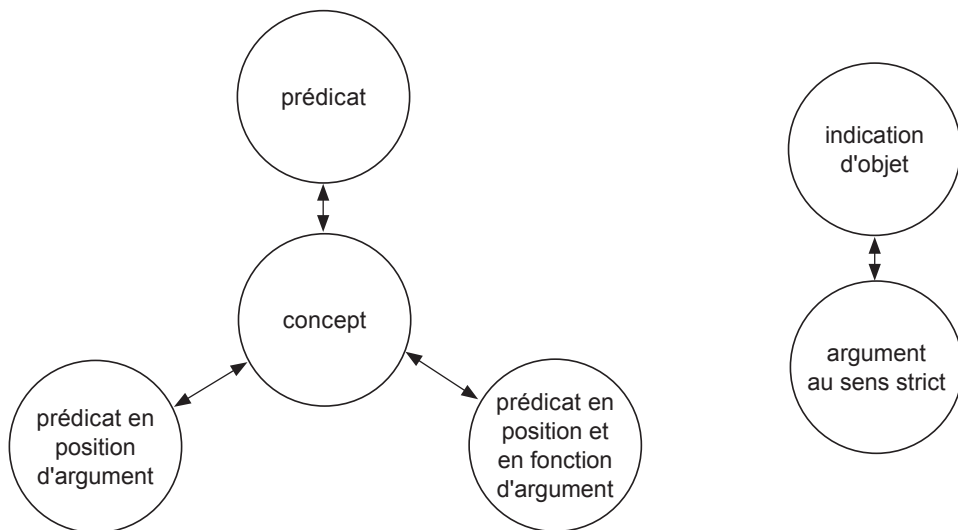 prédicat
concept
prédicat en
position
d'argument
prédicat en
position et
en fonction
d'argument
indication
d'objet
argument
au sens strict